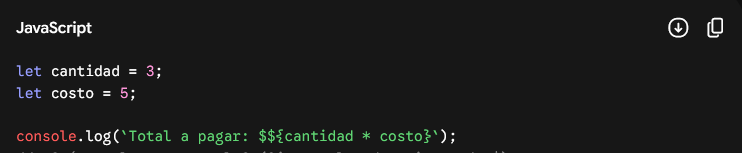 JavaScript
let cantidad = 3;
let costo = 5;
console.log(`Total a pagar: $${cantidad * costo}`);